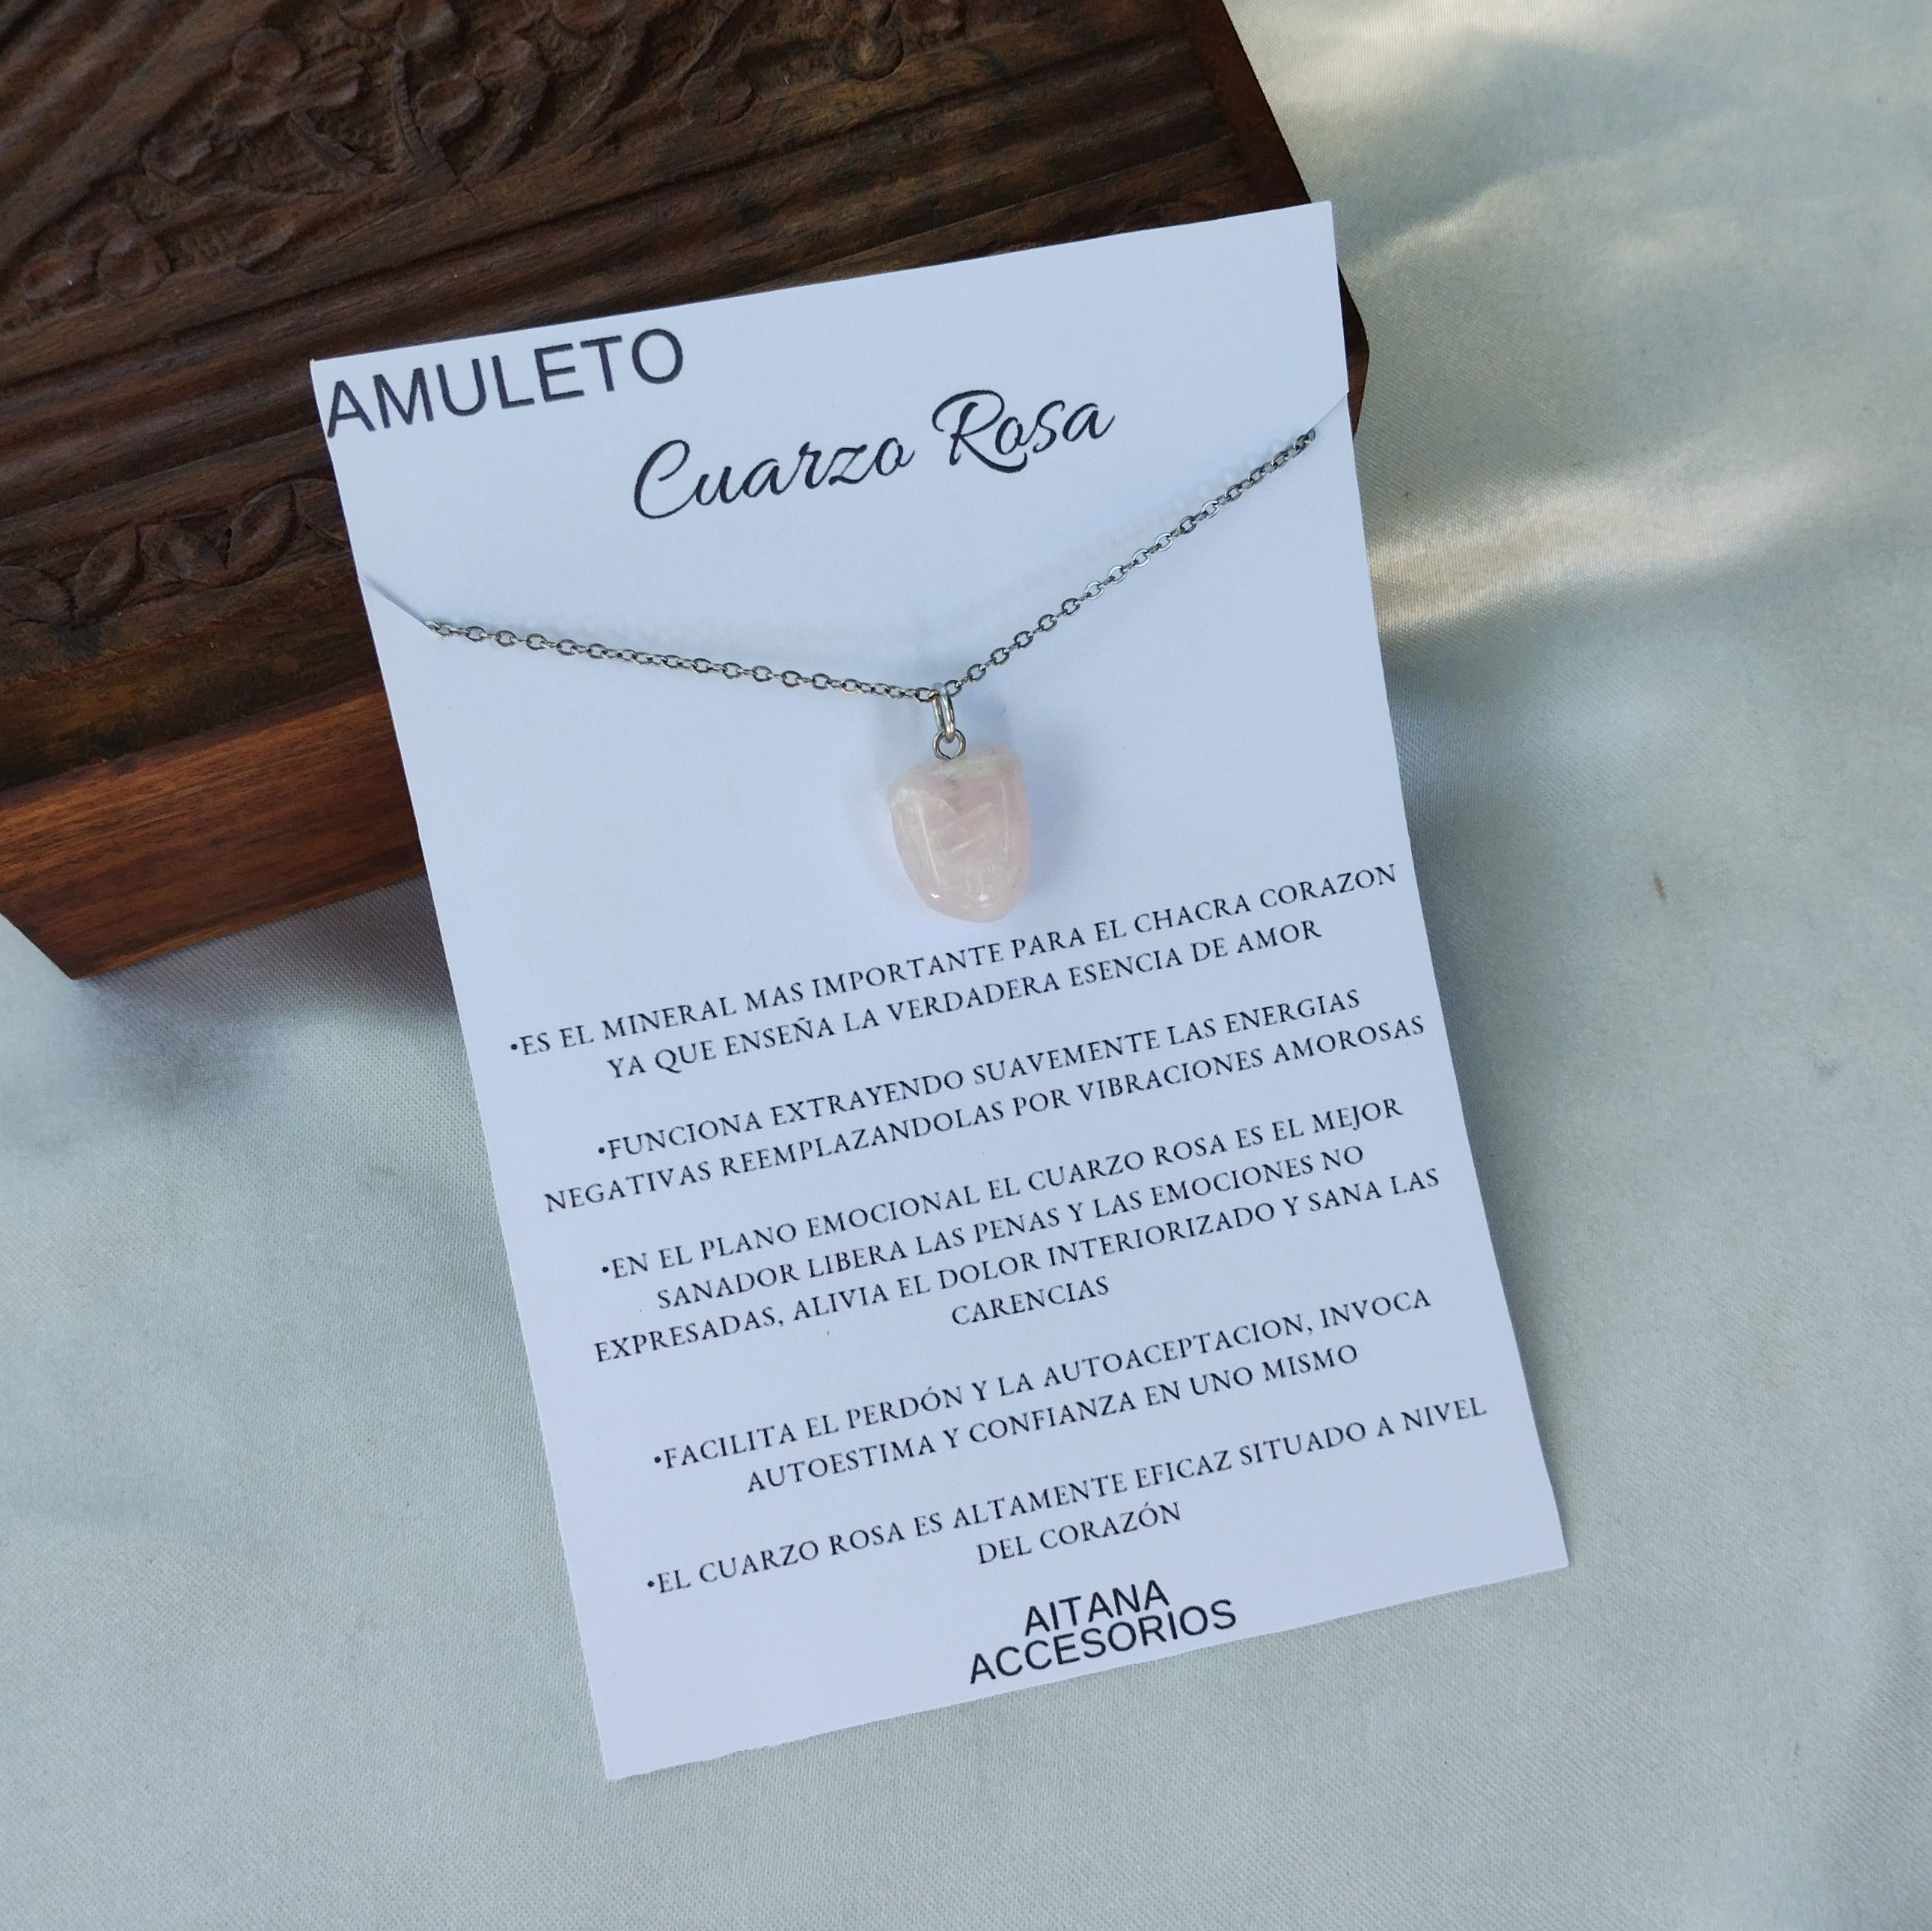 AMULETO
Cuarzo Rosa
•ES EL MINERAL MAS IMPORTANTE PARA EL CHACRA CORAZON
YA QUE ENSEÑA LA VERDADERA ESENCIA DE AMOR
•FUNCIONA EXTRAYENDO SUAVEMENTE LAS ENERGIAS
NEGATIVAS REEMPLAZANDOLAS POR VIBRACIONES AMOROSAS
•EN EL PLANO EMOCIONAL EL CUARZO ROSA ES EL MEJOR
SANADOR LIBERA LAS PENAS Y LAS EMOCIONES NO
EXPRESADAS, ALIVIA EL DOLOR INTERIORIZADO Y SANA LAS
CARENCIAS
•FACILITA EL PERDÓN Y LA AUTOACEPTACION, INVOCA
AUTOESTIMA Y CONFIANZA EN UNO MISMO
•EL CUARZO ROSA ES ALTAMENTE EFICAZ SITUADO A NIVEL
DEL CORAZÓN
AITANA
ACCESORIOS